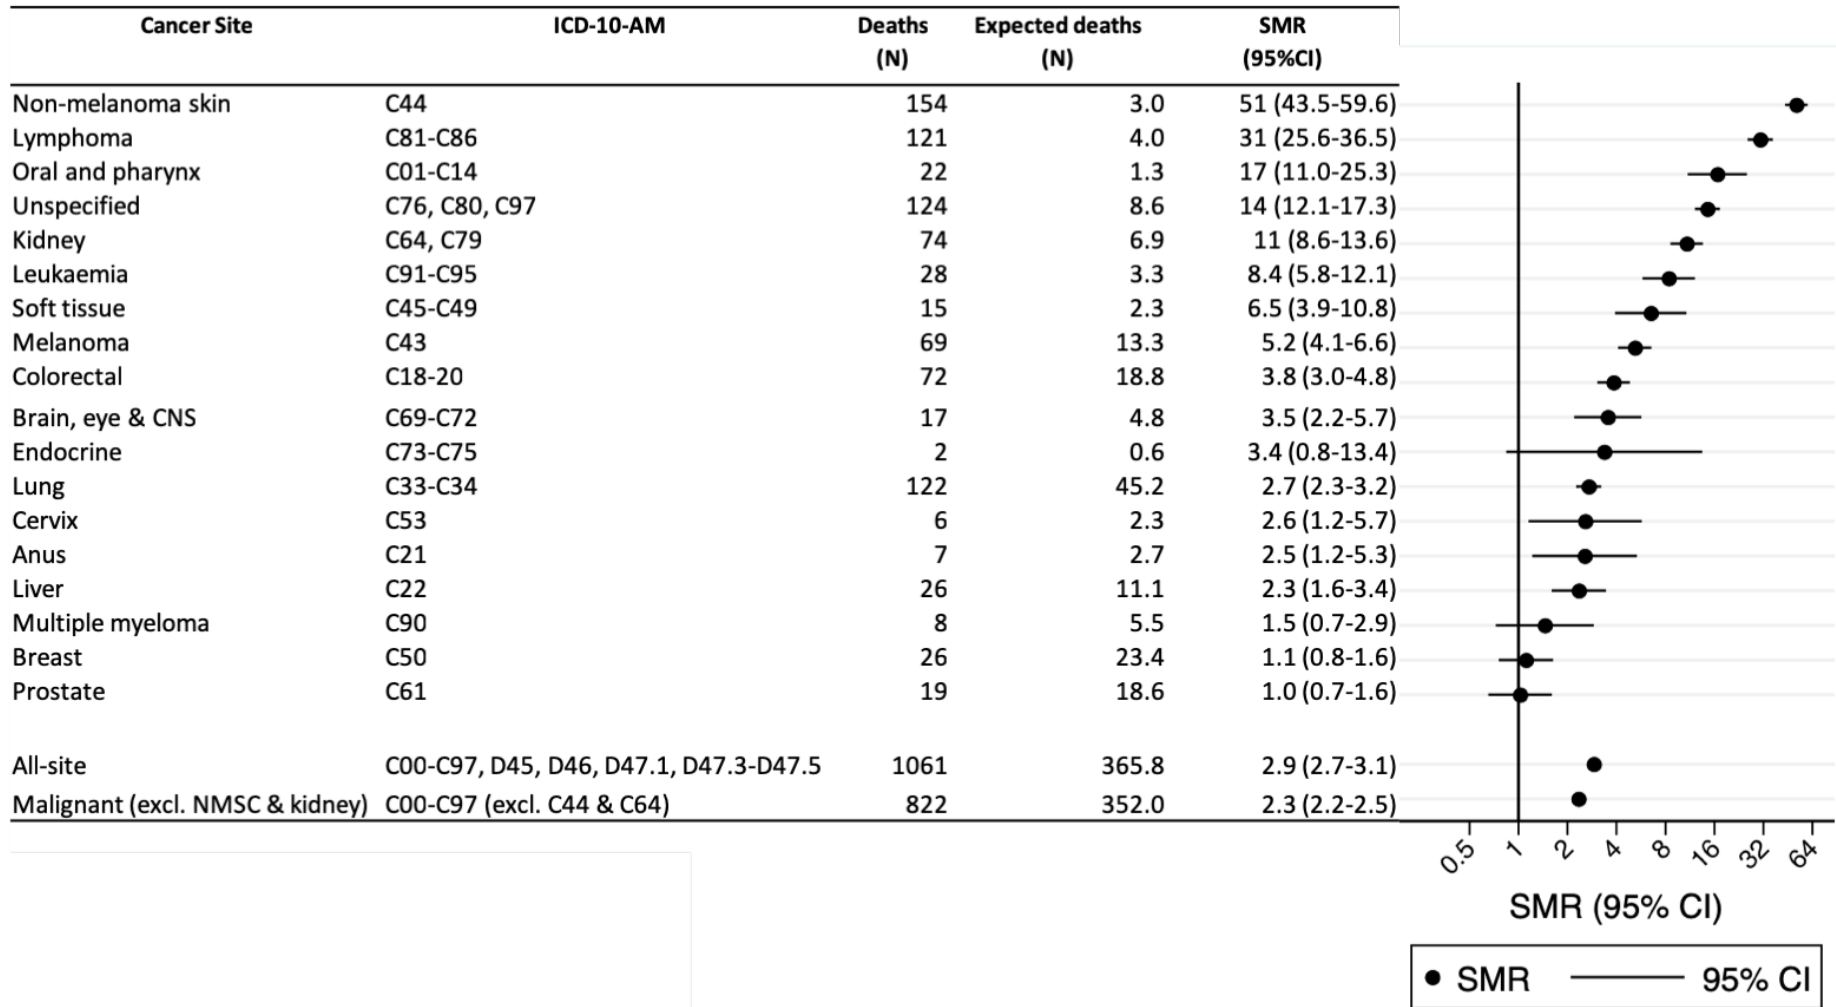 Cancer Site ICD-10-AM Deaths Expected deaths SMR
(N) (N) (95%CI)
Non-melanoma skin C44 154 3.0 51 (43.5-59.6)
Lymphoma C81-C86 121 4.0 31 (25.6-36.5)
Oral and pharynx C01-C14 22 1.3 17 (11.0-25.3)
Unspecified C76, C80, C97 124 8.6 14 (12.1-17.3)
Kidney C64, C79 74 6.9 11 (8.6-13.6)
Leukaemia C91-C95 28 3.3 8.4 (5.8-12.1)
Soft tissue C45-C49 15 2.3 6.5 (3.9-10.8)
Melanoma C43 69 13.3 5.2 (4.1-6.6)
Colorectal C18-20 72 18.8 3.8 (3.0-4.8)
Brain, eye & CNS C69-C72 17 4.8 3.5 (2.2-5.7)
Endocrine C73-C75 2 0.6 3.4 (0.8-13.4)
Lung C33-C34 122 45.2 2.7 (2.3-3.2)
Cervix C53 6 2.3 2.6 (1.2-5.7)
Anus C21 7 2.7 2.5 (1.2-5.3)
Liver C22 26 11.1 2.3 (1.6-3.4)
Multiple myeloma C90 8 5.5 1.5 (0.7-2.9)
Breast C50 26 23.4 1.1 (0.8-1.6)
Prostate C61 19 18.6 1.0 (0.7-1.6)
All-site C00-C97, D45, D46, D47.1, D47.3-D47.5 1061 365.8 2.9 (2.7-3.1)
Malignant (excl. NMSC & kidney) C00-C97 (excl. C44 & C64) 822 352.0 2.3 (2.2-2.5)
0.5 1 2 4 8 16 32 64
SMR (95% CI)
SMR 95% CI